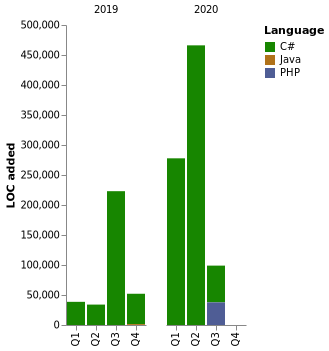 2019
2020
Language
C#
Java
PHP
LOC added
500,000
450,000
400,000
350,000
300,000
250,000
200,000
150,000
100,000
50,000
0
Q1
Q2
Q3
Q4
Q1
Q2
Q3
Q4